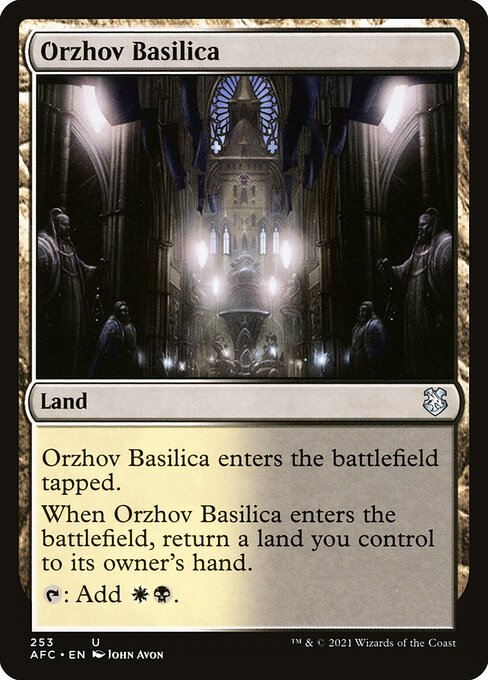 Orzhov Basilica
Land
Orzhov Basilica enters the battlefield
tapped.
When Orzhov Basilica enters the
battlefield, return a land you control
to its owner's hand.
: Add .
253 U
AFC • EN John Avon
™ & © 2021 Wizards of the Coast